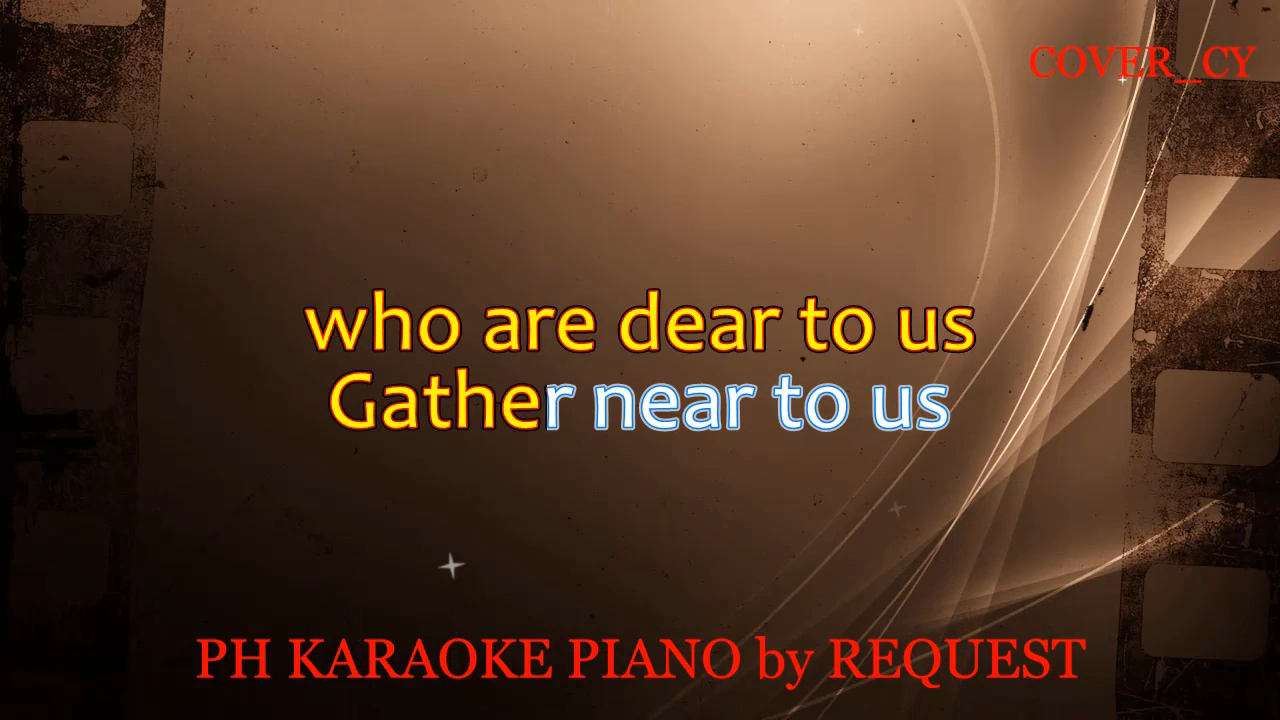 COVER_CY
who are dear to us
Gather near to us
PH KARAOKE PIANO by REQUEST